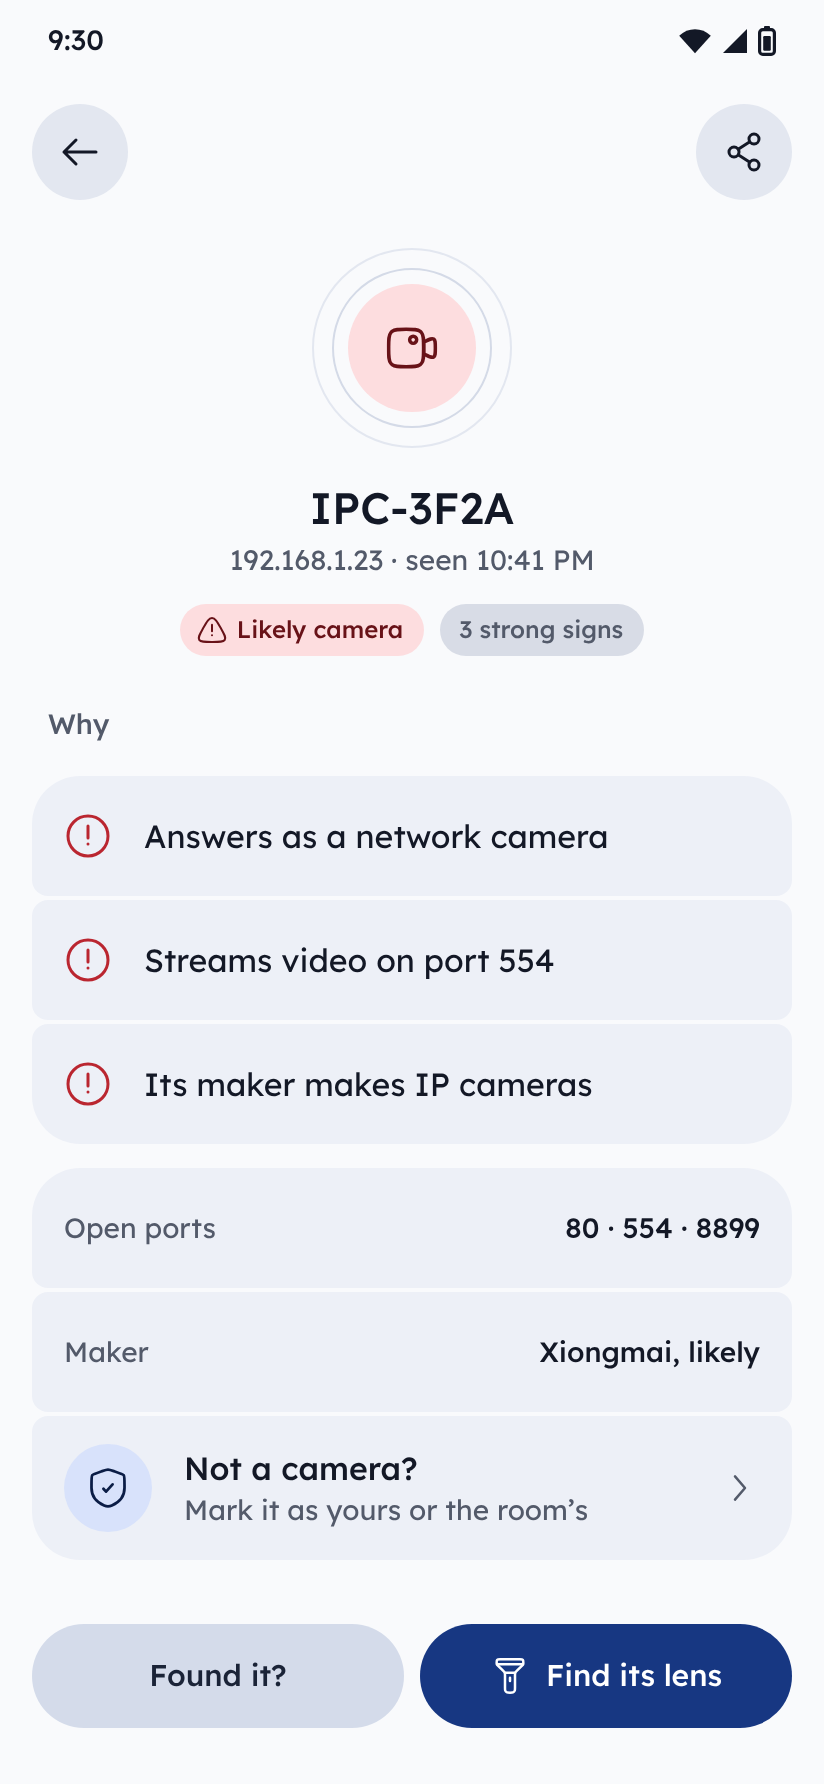 9:30
IPC-3F2A
192.168.1.23 · seen 10:41 PM
Likely camera
3 strong signs
Why
Answers as a network camera
Streams video on port 554
Its maker makes IP cameras
Open ports
80 · 554 · 8899
Maker
Xiongmai, likely
Not a camera?
Mark it as yours or the room’s
Found it?
Find its lens